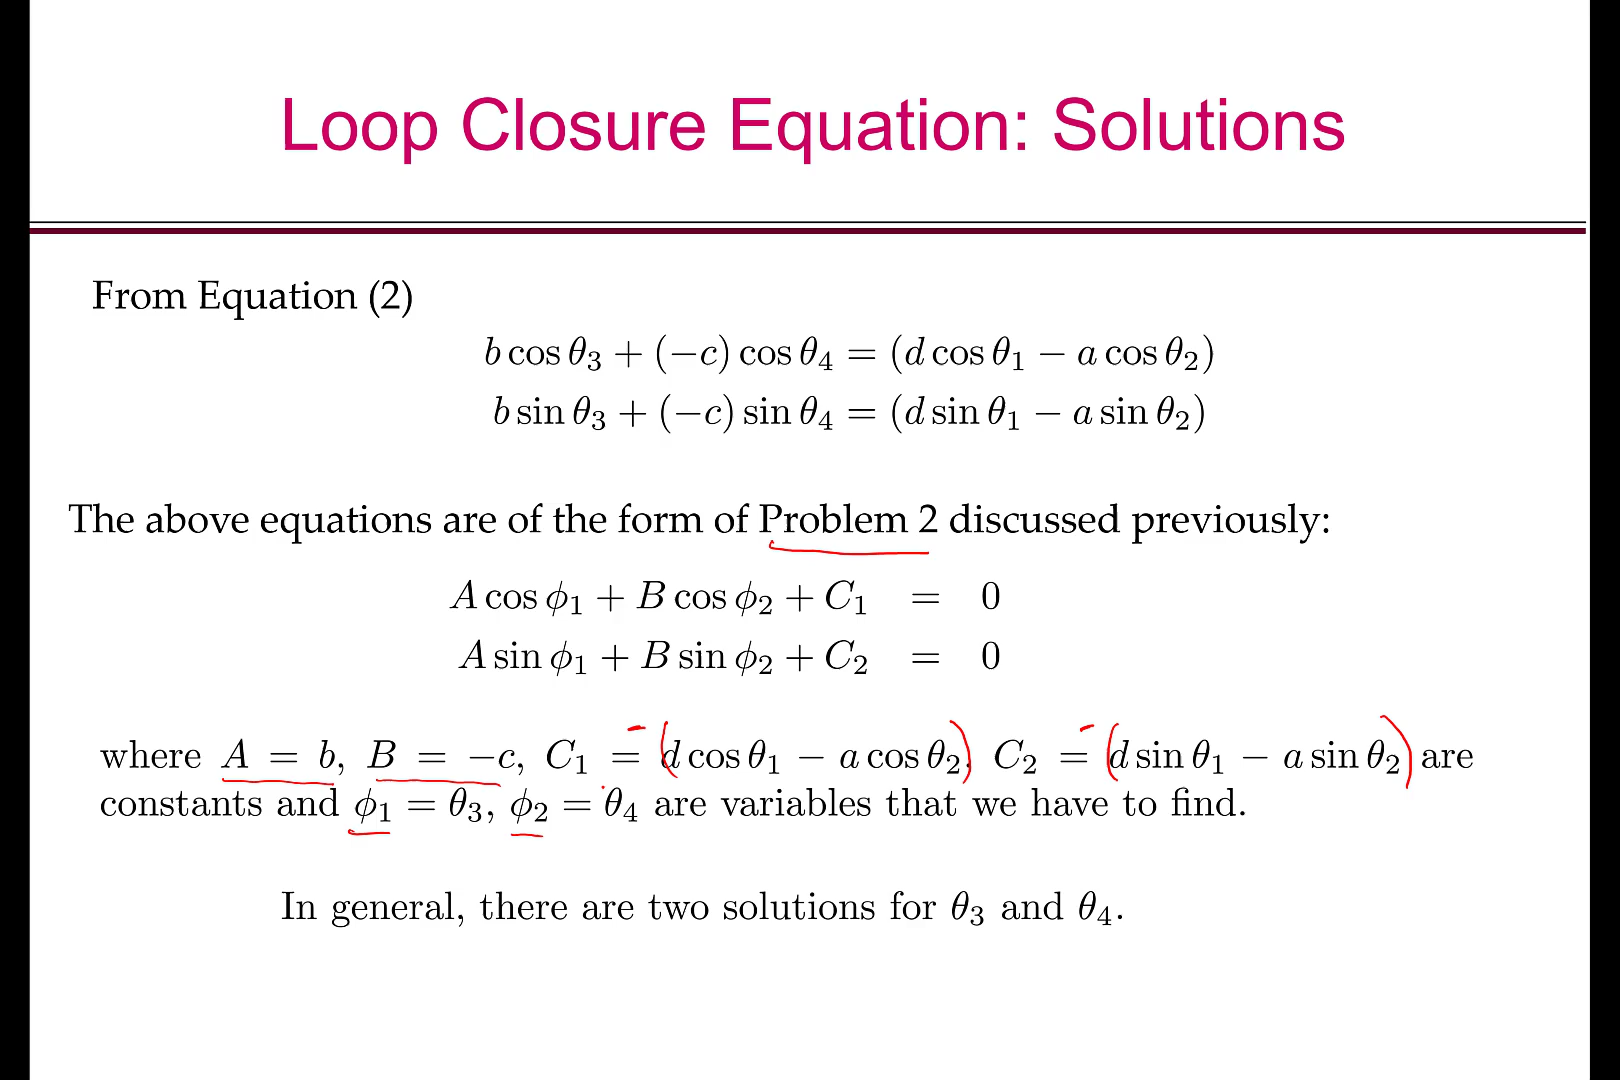 Loop Closure Equation: Solutions
From Equation (2)
b cos θ₃ + (−c) cos θ₄ = (d cos θ₁ − a cos θ₂)
b sin θ₃ + (−c) sin θ₄ = (d sin θ₁ − a sin θ₂)
The above equations are of the form of Problem 2 discussed previously:
A cos ϕ₁ + B cos ϕ₂ + C₁ = 0
A sin ϕ₁ + B sin ϕ₂ + C₂ = 0
where A = b, B = −c, C₁ = −(d cos θ₁ − a cos θ₂), C₂ = −(d sin θ₁ − a sin θ₂) are
constants and ϕ₁ = θ₃, ϕ₂ = θ₄ are variables that we have to find.
In general, there are two solutions for θ₃ and θ₄.